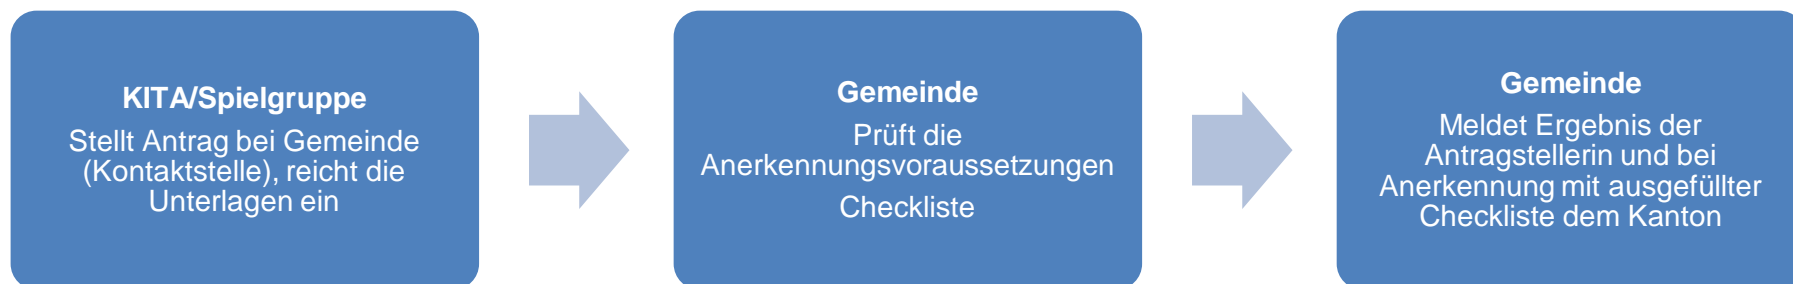 KITA/Spielgruppe
Stellt Antrag bei Gemeinde
(Kontaktstelle), reicht die
Unterlagen ein
Gemeinde
Prüft die
Anerkennungsvoraussetzungen
Checkliste
Gemeinde
Meldet Ergebnis der
Antragstellerin und bei
Anerkennung mit ausgefüllter
Checkliste dem Kanton